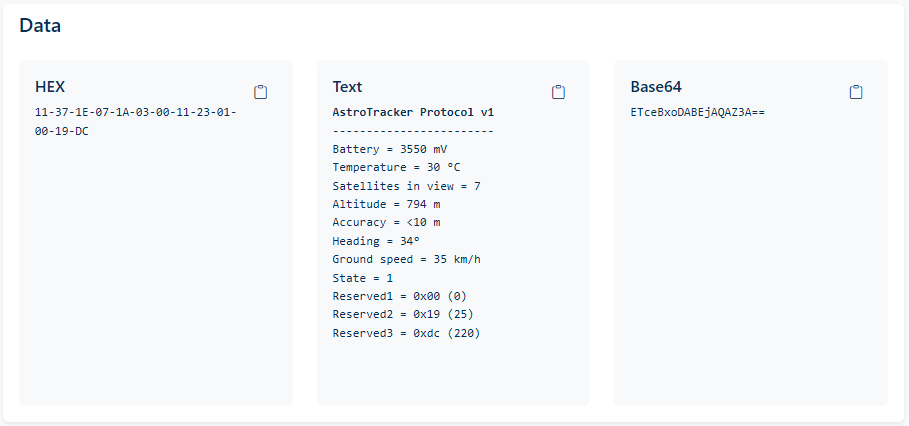 Data
HEX
11-37-1E-07-1A-03-00-11-23-01-
00-19-DC
Text
AstroTracker Protocol v1
------------------------
Battery = 3550 mV
Temperature = 30 ºC
Satellites in view = 7
Altitude = 794 m
Accuracy = <10 m
Heading = 34º
Ground speed = 35 km/h
State = 1
Reserved1 = 0x00 (0)
Reserved2 = 0x19 (25)
Reserved3 = 0xdc (220)
Base64
ETceBxoDABEjAQAZ3A==